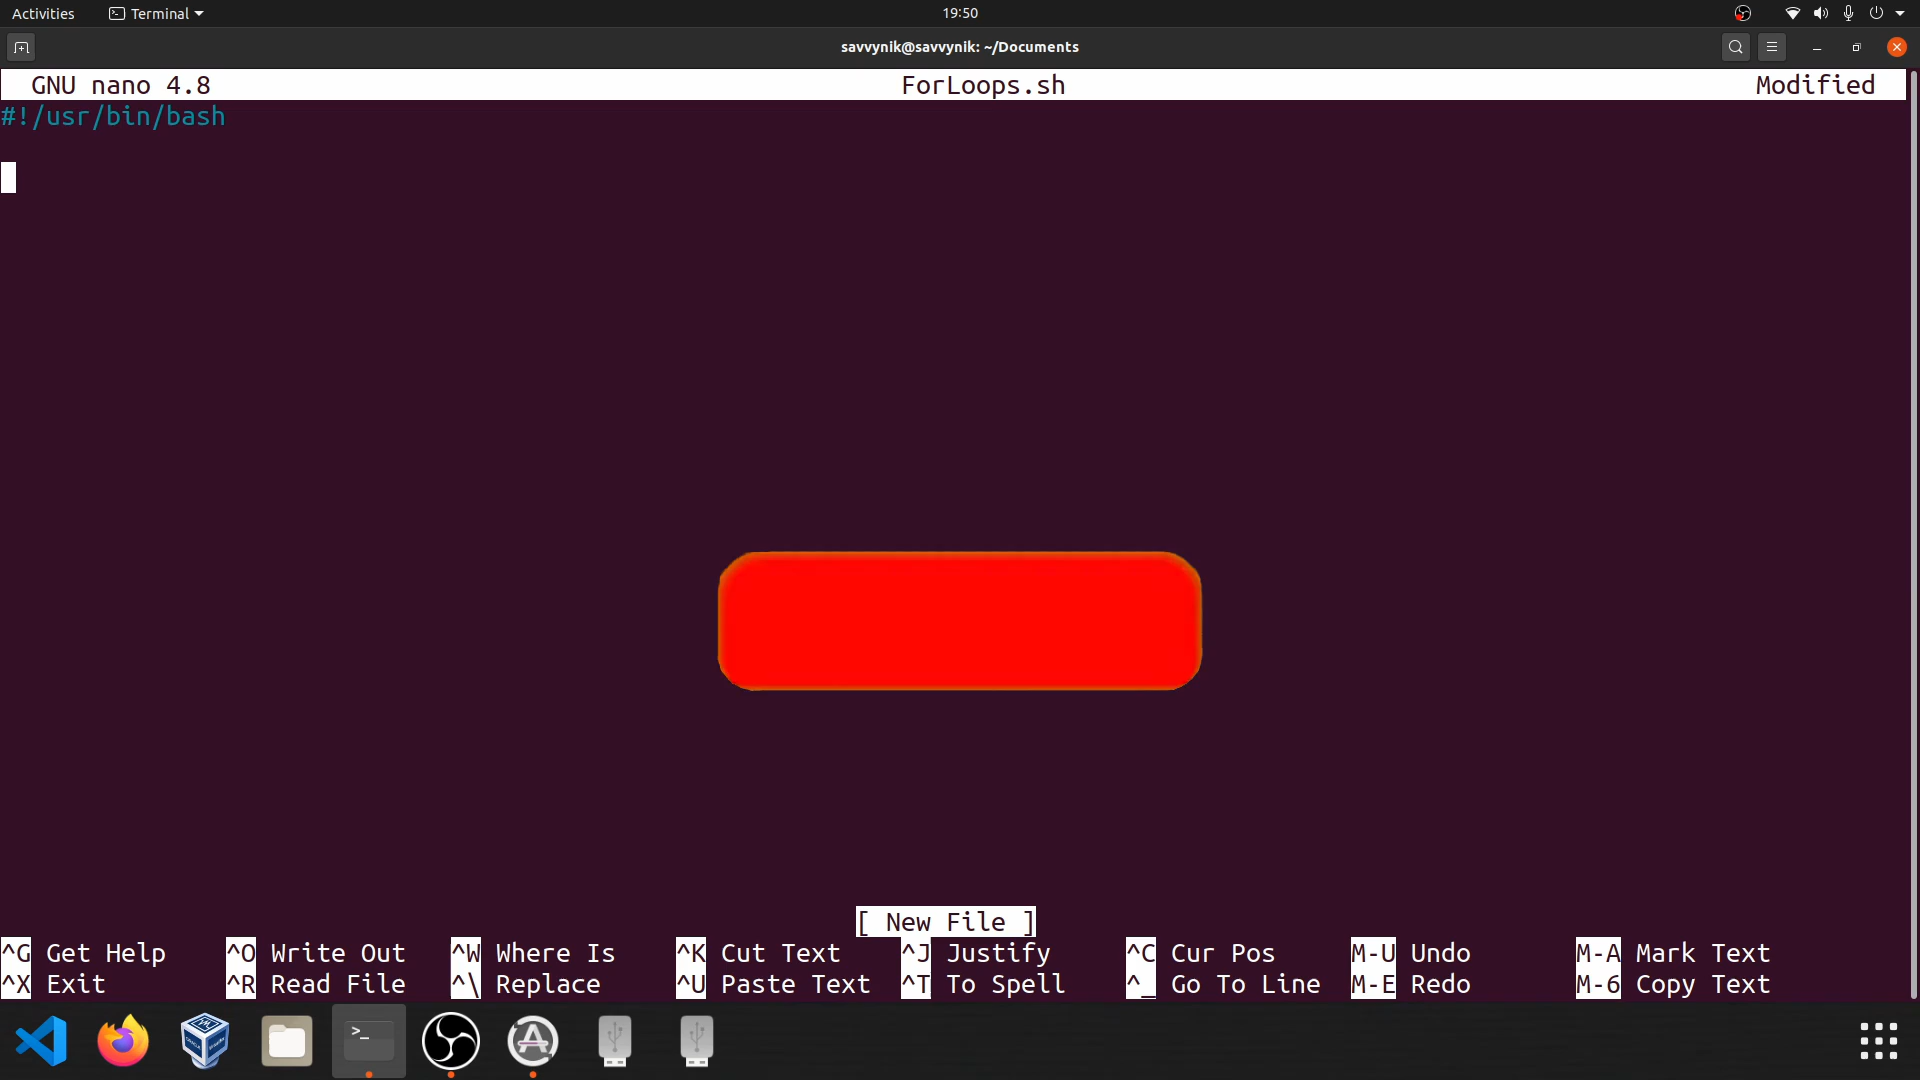 Activities Terminal 19:50
savvynik@savvynik: ~/Documents
GNU nano 4.8 ForLoops.sh Modified
#!/usr/bin/bash
[ New File ]
^G Get Help ^O Write Out ^W Where Is ^K Cut Text ^J Justify ^C Cur Pos M-U Undo M-A Mark Text
^X Exit ^R Read File ^\ Replace ^U Paste Text ^T To Spell ^_ Go To Line M-E Redo M-6 Copy Text